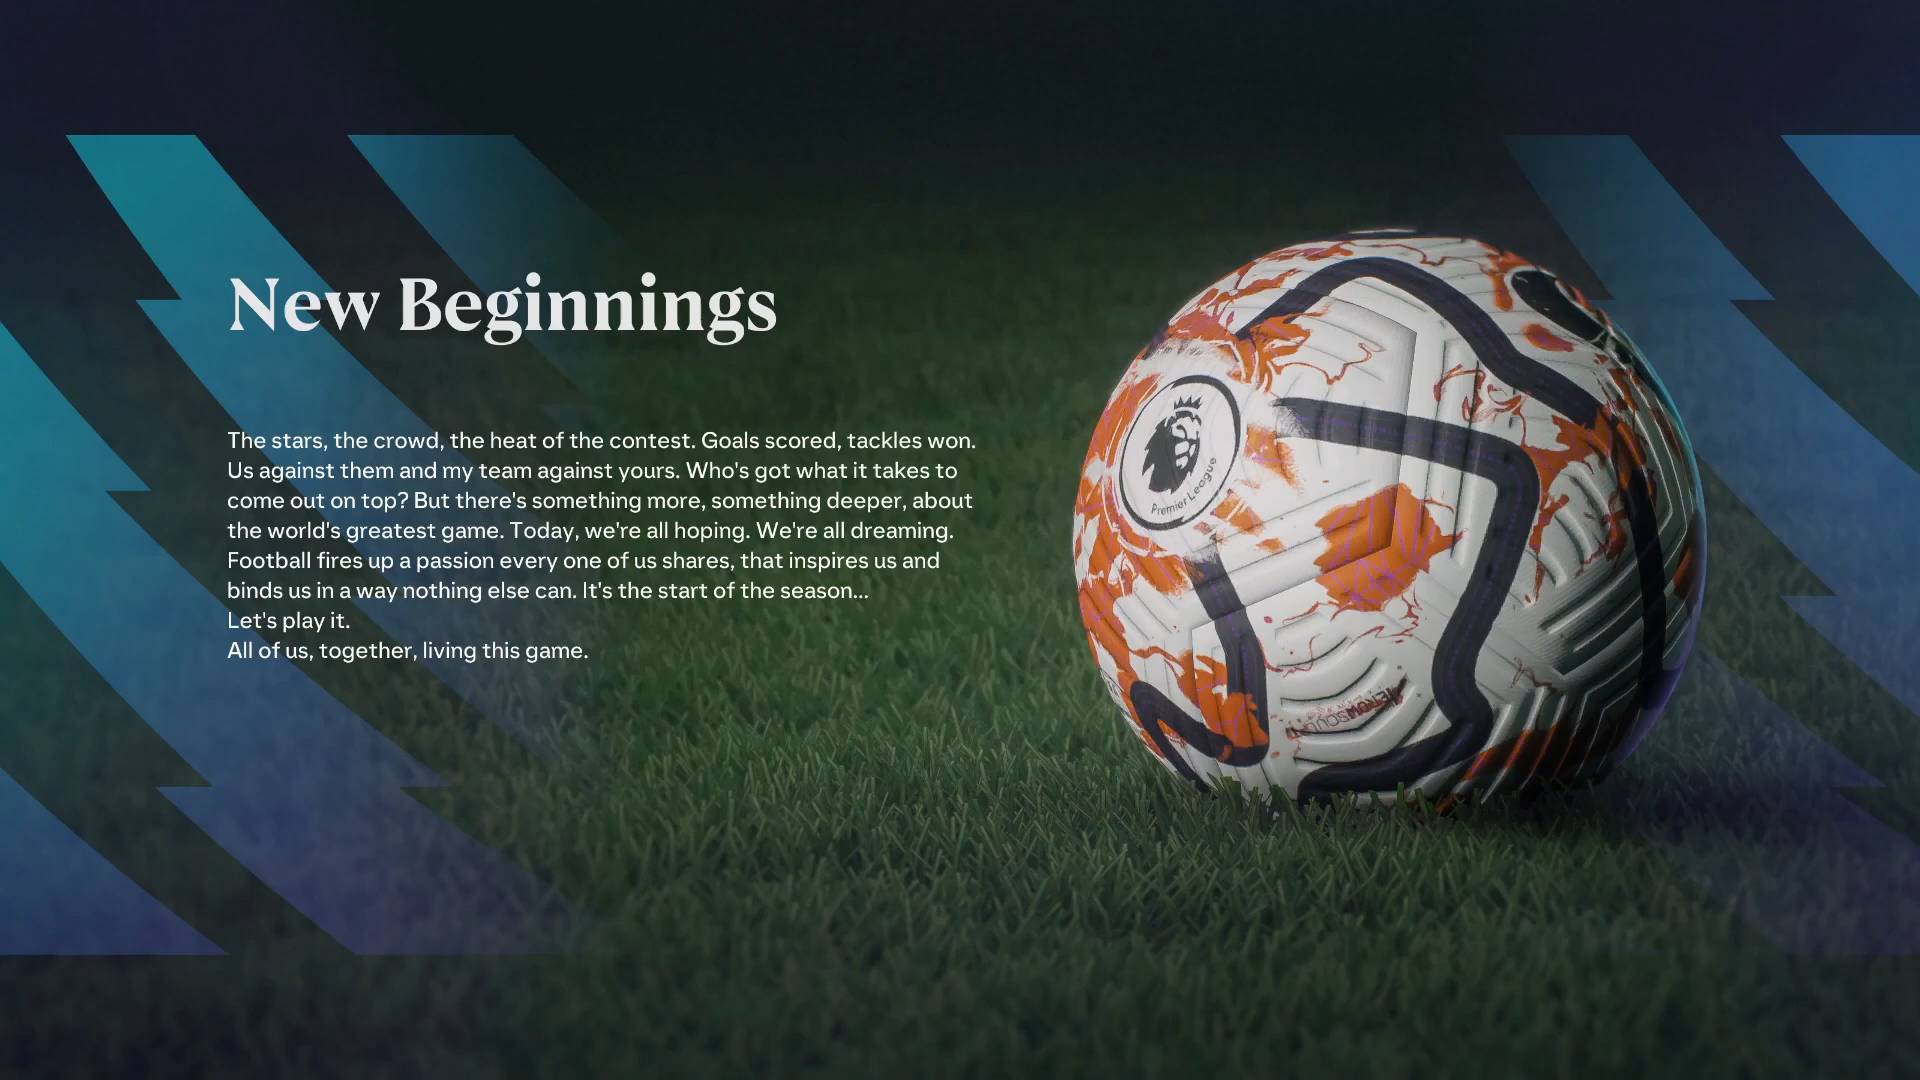 New Beginnings
The stars, the crowd, the heat of the contest. Goals scored, tackles won.
Us against them and my team against yours. Who's got what it takes to
come out on top? But there's something more, something deeper, about
the world's greatest game. Today, we're all hoping. We're all dreaming.
Football fires up a passion every one of us shares, that inspires us and
binds us in a way nothing else can. It's the start of the season...
Let's play it.
All of us, together, living this game.
Premier League